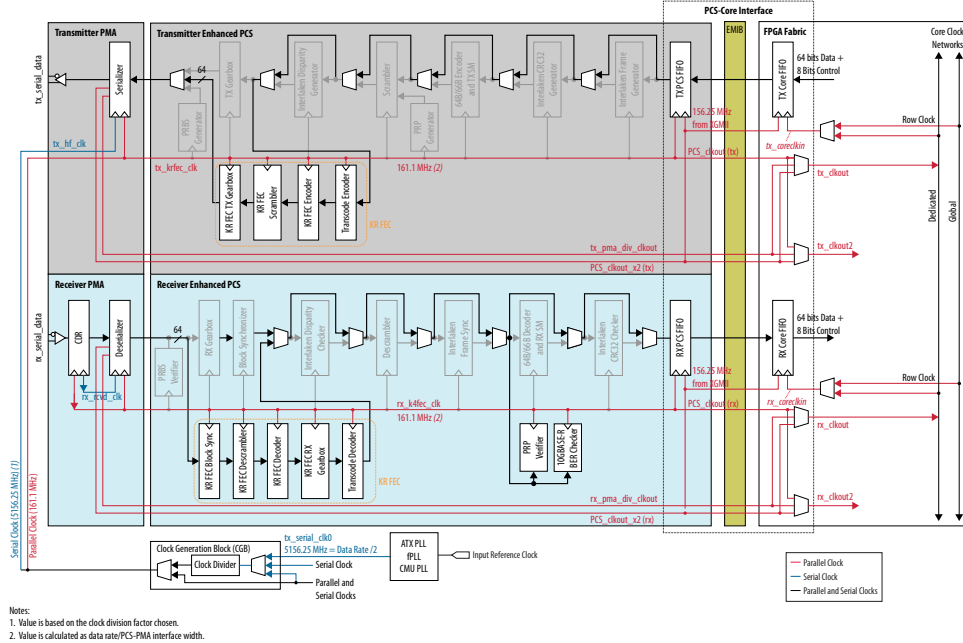 PCS-Core Interface
Transmitter PMA
Transmitter Enhanced PCS
EMIB
FPGA Fabric
Core Clock
Networks
tx_serial_data
Serializer
64
TX Gearbox
PRBS
Generator
Interlaken Disparity
Generator
Scrambler
PRP
Generator
64B/66B Encoder
and TX SM
Interlaken CRC32
Generator
Interlaken Frame
Generator
TX PCS FIFO
TX Core FIFO
64 bits Data +
8 Bits Control
156.25 MHz
from XGMII
Row Clock
tx_coreclkin
tx_hf_clk
tx_krfec_clk
161.1 MHz (2)
PCS_clkout (tx)
tx_clkout
KR FEC TX Gearbox
KR FEC
Scrambler
KR FEC Encoder
Transcode Encoder
KR FEC
Dedicated
Global
tx_pma_div_clkout
tx_clkout2
PCS_clkout_x2 (tx)
Receiver PMA
Receiver Enhanced PCS
rx_serial_data
CDR
Deserializer
64
PRBS
Verifier
RX Gearbox
Block Synchronizer
Interlaken Disparity
Checker
Descrambler
Interlaken
Frame Sync
64B/66B Decoder
and RX SM
Interlaken
CRC32 Checker
RX PCS FIFO
RX Core FIFO
64 bits Data +
8 Bits Control
156.25 MHz
from XGMII
Row Clock
rx_coreclkin
rx_rcvd_clk
rx_k4fec_clk
161.1 MHz (2)
PCS_clkout (rx)
rx_clkout
KR FEC Block Sync
KR FEC Descrambler
KR FEC Decoder
KR FEC RX
Gearbox
Transcode Decoder
KR FEC
PRP
Verifier
10GBASE-R
BER Checker
rx_pma_div_clkout
rx_clkout2
PCS_clkout_x2 (rx)
Serial Clock (5156.25 MHz) (1)
Parallel Clock (161.1 MHz)
tx_serial_clk0
5156.25 MHz = Data Rate /2
Clock Generation Block (CGB)
Clock Divider
Serial Clock
Parallel and
Serial Clocks
ATX PLL
fPLL
CMU PLL
Input Reference Clock
Parallel Clock
Serial Clock
Parallel and Serial Clocks
Notes:
1. Value is based on the clock division factor chosen.
2. Value is calculated as data rate/PCS-PMA interface width.